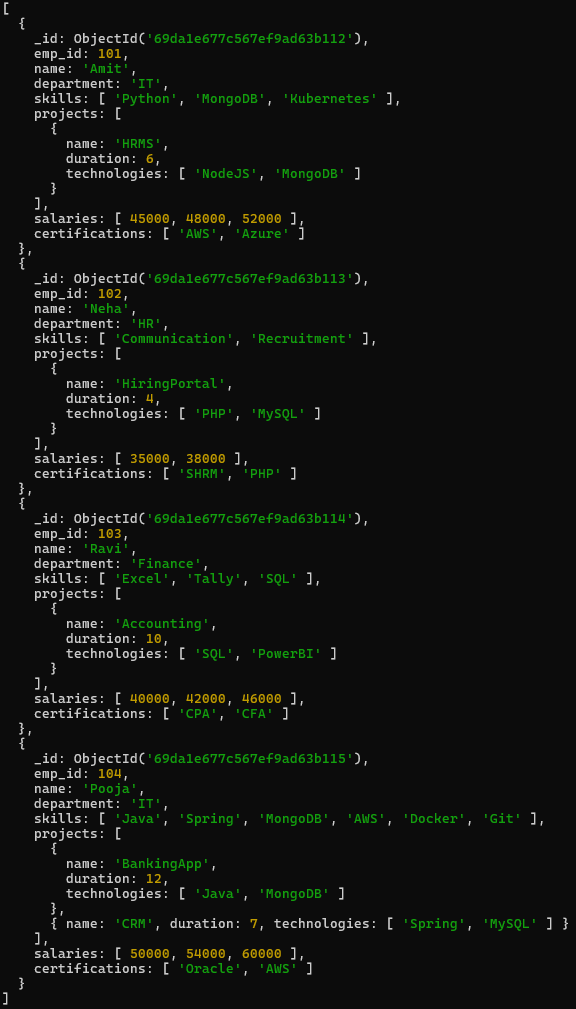 [
  {
    _id: ObjectId('69da1e677c567ef9ad63b112'),
    emp_id: 101,
    name: 'Amit',
    department: 'IT',
    skills: [ 'Python', 'MongoDB', 'Kubernetes' ],
    projects: [
      {
        name: 'HRMS',
        duration: 6,
        technologies: [ 'NodeJS', 'MongoDB' ]
      }
    ],
    salaries: [ 45000, 48000, 52000 ],
    certifications: [ 'AWS', 'Azure' ]
  },
  {
    _id: ObjectId('69da1e677c567ef9ad63b113'),
    emp_id: 102,
    name: 'Neha',
    department: 'HR',
    skills: [ 'Communication', 'Recruitment' ],
    projects: [
      {
        name: 'HiringPortal',
        duration: 4,
        technologies: [ 'PHP', 'MySQL' ]
      }
    ],
    salaries: [ 35000, 38000 ],
    certifications: [ 'SHRM', 'PHP' ]
  },
  {
    _id: ObjectId('69da1e677c567ef9ad63b114'),
    emp_id: 103,
    name: 'Ravi',
    department: 'Finance',
    skills: [ 'Excel', 'Tally', 'SQL' ],
    projects: [
      {
        name: 'Accounting',
        duration: 10,
        technologies: [ 'SQL', 'PowerBI' ]
      }
    ],
    salaries: [ 40000, 42000, 46000 ],
    certifications: [ 'CPA', 'CFA' ]
  },
  {
    _id: ObjectId('69da1e677c567ef9ad63b115'),
    emp_id: 104,
    name: 'Pooja',
    department: 'IT',
    skills: [ 'Java', 'Spring', 'MongoDB', 'AWS', 'Docker', 'Git' ],
    projects: [
      {
        name: 'BankingApp',
        duration: 12,
        technologies: [ 'Java', 'MongoDB' ]
      },
      { name: 'CRM', duration: 7, technologies: [ 'Spring', 'MySQL' ] }
    ],
    salaries: [ 50000, 54000, 60000 ],
    certifications: [ 'Oracle', 'AWS' ]
  }
]